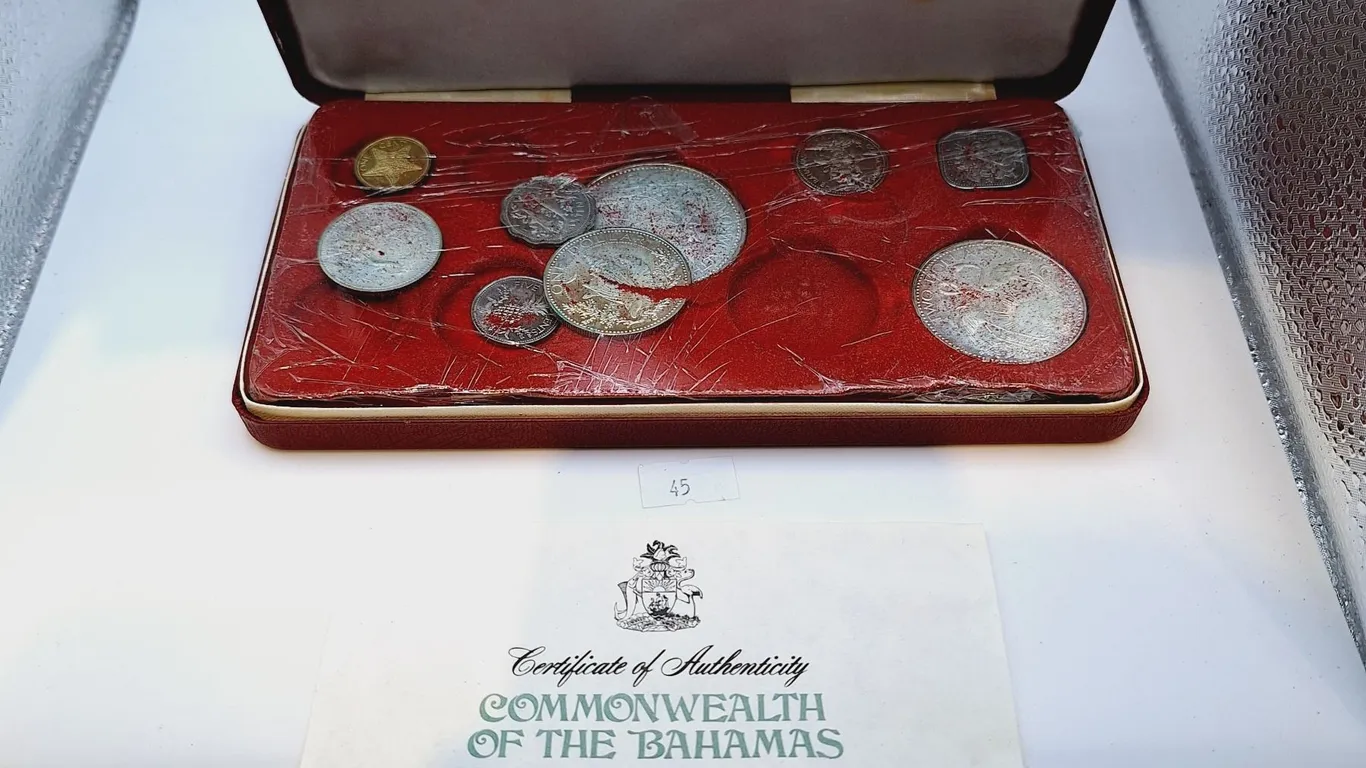 45
Certificate of Authenticity
COMMONWEALTH
OF THE BAHAMAS